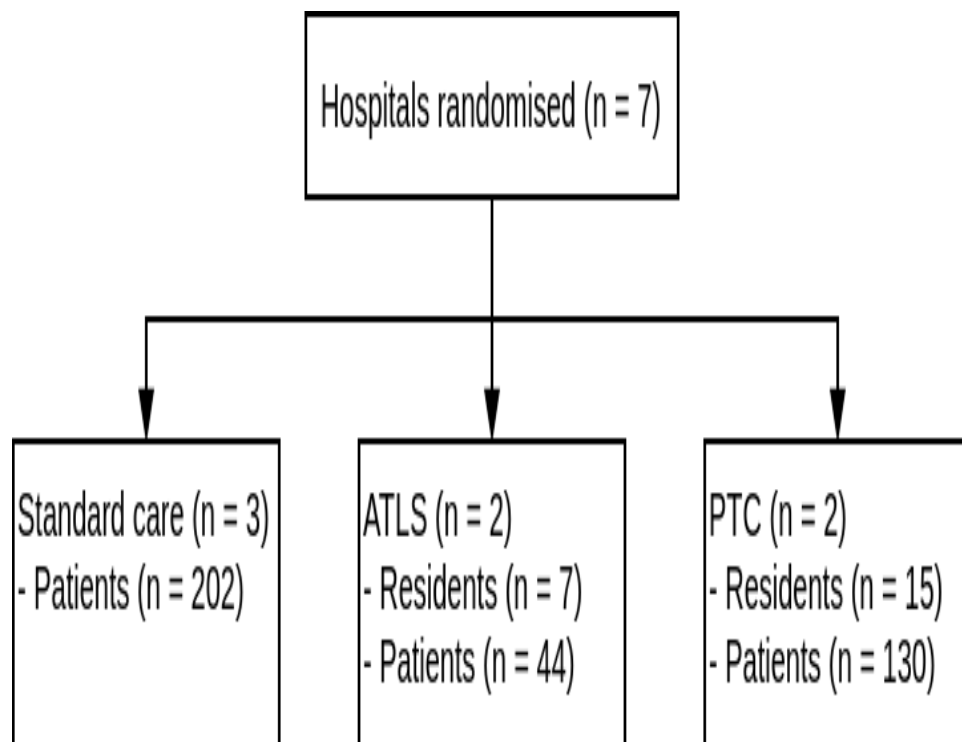 Hospitals randomised (n = 7)
Standard care (n = 3)
- Patients (n = 202)
ATLS (n = 2)
- Residents (n = 7)
- Patients (n = 44)
PTC (n = 2)
- Residents (n = 15)
- Patients (n = 130)